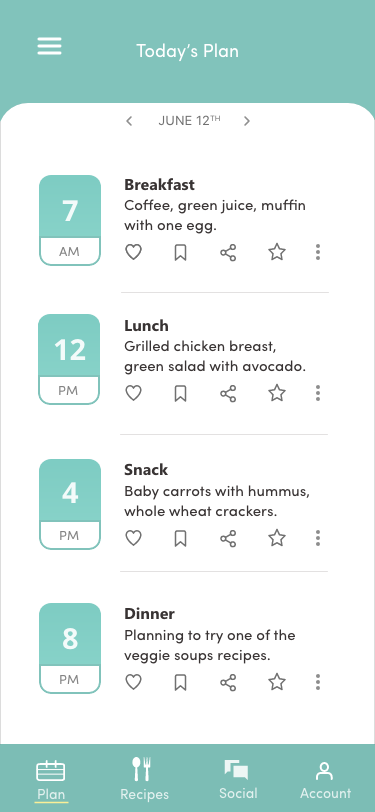 Today's Plan
JUNE 12TH
7
AM
Breakfast
Coffee, green juice, muffin
with one egg.
12
PM
Lunch
Grilled chicken breast,
green salad with avocado.
4
PM
Snack
Baby carrots with hummus,
whole wheat crackers.
8
PM
Dinner
Planning to try one of the
veggie soups recipes.
Plan
Recipes
Social
Account